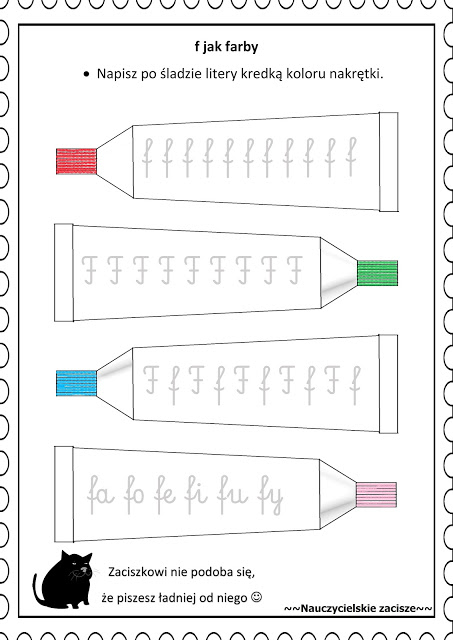 f jak farby
• Napisz po śladzie litery kredką koloru nakrętki.
f f f f f f f f f f f
F F F F F F F F F
F f F f F f F f F f
fa fo fe fi fu fy
Zaciszkowi nie podoba się,
że piszesz ładniej od niego ☺
~~Nauczycielskie zacisze~~